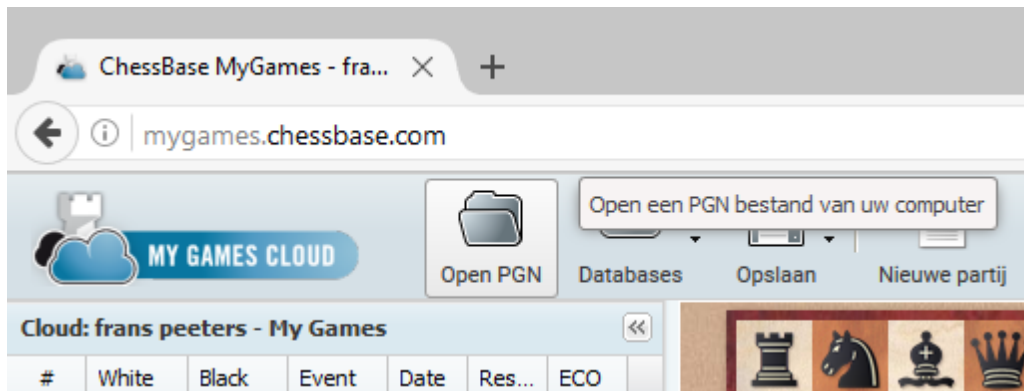 ChessBase MyGames - fra...
mygames.chessbase.com
Open een PGN bestand van uw computer
MY GAMES CLOUD
Open PGN Databases Opslaan Nieuwe partij
Cloud: frans peeters - My Games
# White Black Event Date Res... ECO